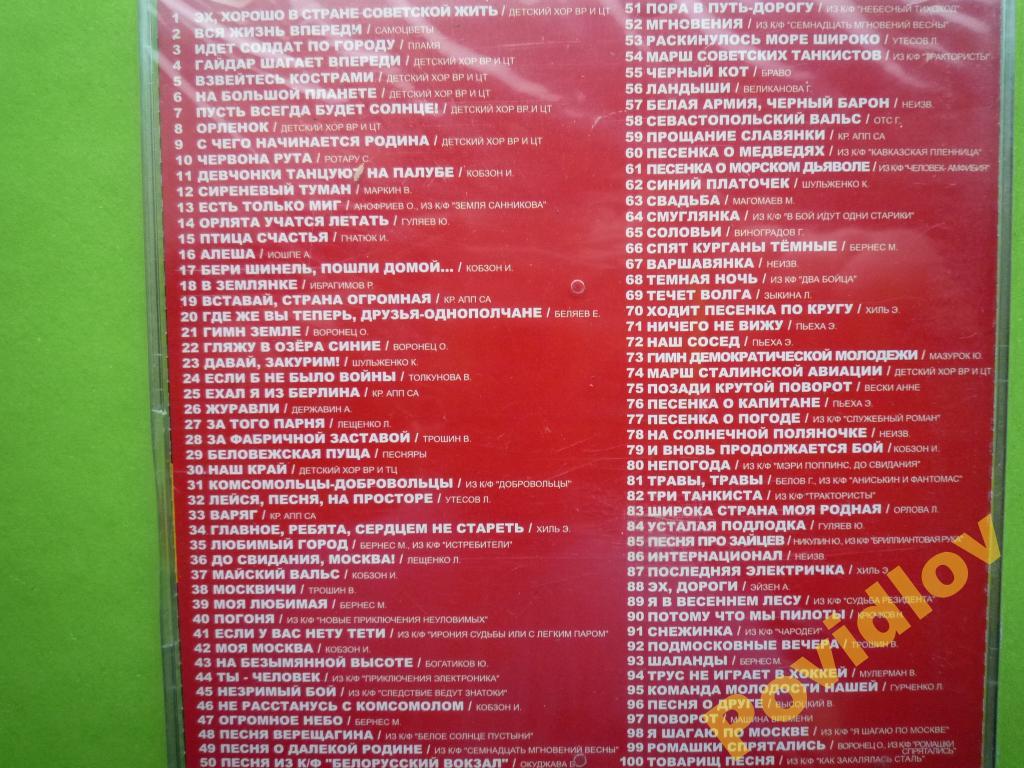 1 ЭХ, ХОРОШО В СТРАНЕ СОВЕТСКОЙ ЖИТЬ / ДЕТСКИЙ ХОР ВР И ЦТ
2 ВСЯ ЖИЗНЬ ВПЕРЕДИ / САМОЦВЕТЫ
3 ИДЕТ СОЛДАТ ПО ГОРОДУ / ПЛАМЯ
4 ГАЙДАР ШАГАЕТ ВПЕРЕДИ / ДЕТСКИЙ ХОР ВР И ЦТ
5 ВЗВЕЙТЕСЬ КОСТРАМИ / ДЕТСКИЙ ХОР ВР И ЦТ
6 НА БОЛЬШОЙ ПЛАНЕТЕ / ДЕТСКИЙ ХОР ВР И ЦТ
7 ПУСТЬ ВСЕГДА БУДЕТ СОЛНЦЕ! / ДЕТСКИЙ ХОР ВР И ЦТ
8 ОРЛЕНОК / ДЕТСКИЙ ХОР ВР И ЦТ
9 С ЧЕГО НАЧИНАЕТСЯ РОДИНА / ДЕТСКИЙ ХОР ВР И ЦТ
10 ЧЕРВОНА РУТА / РОТАРУ С.
11 ДЕВЧОНКИ ТАНЦУЮТ НА ПАЛУБЕ / КОБЗОН И.
12 СИРЕНЕВЫЙ ТУМАН / МАРКИН В.
13 ЕСТЬ ТОЛЬКО МИГ / АНОФРИЕВ О., ИЗ К/Ф "ЗЕМЛЯ САННИКОВА"
14 ОРЛЯТА УЧАТСЯ ЛЕТАТЬ / ГУЛЯЕВ Ю.
15 ПТИЦА СЧАСТЬЯ / ГНАТЮК И.
16 АЛЕША / ИОШПЕ А.
17 БЕРИ ШИНЕЛЬ, ПОШЛИ ДОМОЙ... / КОБЗОН И.
18 В ЗЕМЛЯНКЕ / ИБРАГИМОВ Р.
19 ВСТАВАЙ, СТРАНА ОГРОМНАЯ / КР. АПП СА
20 ГДЕ ЖЕ ВЫ ТЕПЕРЬ, ДРУЗЬЯ-ОДНОПОЛЧАНЕ / БЕЛЯЕВ Е.
21 ГИМН ЗЕМЛЕ / ВОРОНЕЦ О.
22 ГЛЯЖУ В ОЗЁРА СИНИЕ / ВОРОНЕЦ О.
23 ДАВАЙ, ЗАКУРИМ! / ШУЛЬЖЕНКО К.
24 ЕСЛИ Б НЕ БЫЛО ВОЙНЫ / ТОЛКУНОВА В.
25 ЕХАЛ Я ИЗ БЕРЛИНА / КР. АПП СА
26 ЖУРАВЛИ / ДЕРЖАВИН А.
27 ЗА ТОГО ПАРНЯ / ЛЕЩЕНКО Л.
28 ЗА ФАБРИЧНОЙ ЗАСТАВОЙ / ТРОШИН В.
29 БЕЛОВЕЖСКАЯ ПУЩА / ПЕСНЯРЫ
30 НАШ КРАЙ / ДЕТСКИЙ ХОР ВР И ТЦ
31 КОМСОМОЛЬЦЫ-ДОБРОВОЛЬЦЫ / ИЗ К/Ф "ДОБРОВОЛЬЦЫ"
32 ЛЕЙСЯ, ПЕСНЯ, НА ПРОСТОРЕ / УТЕСОВ Л.
33 ВАРЯГ / КР. АПП СА
34 ГЛАВНОЕ, РЕБЯТА, СЕРДЦЕМ НЕ СТАРЕТЬ / ХИЛЬ Э.
35 ЛЮБИМЫЙ ГОРОД / БЕРНЕС М., ИЗ К/Ф "ИСТРЕБИТЕЛИ"
36 ДО СВИДАНИЯ, МОСКВА! / ЛЕЩЕНКО Л.
37 МАЙСКИЙ ВАЛЬС / КОБЗОН И.
38 МОСКВИЧИ / ТРОШИН В.
39 МОЯ ЛЮБИМАЯ / БЕРНЕС М.
40 ПОГОНЯ / ИЗ К/Ф "НОВЫЕ ПРИКЛЮЧЕНИЯ НЕУЛОВИМЫХ"
41 ЕСЛИ У ВАС НЕТУ ТЕТИ / ИЗ К/Ф "ИРОНИЯ СУДЬБЫ ИЛИ С ЛЕГКИМ ПАРОМ"
42 МОЯ МОСКВА / КОБЗОН И.
43 НА БЕЗЫМЯННОЙ ВЫСОТЕ / БОГАТИКОВ Ю.
44 ТЫ - ЧЕЛОВЕК / ИЗ К/Ф "ПРИКЛЮЧЕНИЯ ЭЛЕКТРОНИКА"
45 НЕЗРИМЫЙ БОЙ / ИЗ К/Ф "СЛЕДСТВИЕ ВЕДУТ ЗНАТОКИ"
46 НЕ РАССТАНУСЬ С КОМСОМОЛОМ / КОБЗОН И.
47 ОГРОМНОЕ НЕБО / БЕРНЕС М.
48 ПЕСНЯ ВЕРЕЩАГИНА / ИЗ К/Ф "БЕЛОЕ СОЛНЦЕ ПУСТЫНИ"
49 ПЕСНЯ О ДАЛЕКОЙ РОДИНЕ / ИЗ К/Ф "СЕМНАДЦАТЬ МГНОВЕНИЙ ВЕСНЫ"
50 ПЕСНЯ ИЗ К/Ф "БЕЛОРУССКИЙ ВОКЗАЛ" / ОКУДЖАВА Б.
51 ПОРА В ПУТЬ-ДОРОГУ / ИЗ К/Ф "НЕБЕСНЫЙ ТИХОХОД"
52 МГНОВЕНИЯ / ИЗ К/Ф "СЕМНАДЦАТЬ МГНОВЕНИЙ ВЕСНЫ"
53 РАСКИНУЛОСЬ МОРЕ ШИРОКО / УТЕСОВ Л.
54 МАРШ СОВЕТСКИХ ТАНКИСТОВ / ИЗ К/Ф "ТРАКТОРИСТЫ"
55 ЧЕРНЫЙ КОТ / БРАВО
56 ЛАНДЫШИ / ВЕЛИКАНОВА Г.
57 БЕЛАЯ АРМИЯ, ЧЕРНЫЙ БАРОН / НЕИЗВ.
58 СЕВАСТОПОЛЬСКИЙ ВАЛЬС / ОТС Г.
59 ПРОЩАНИЕ СЛАВЯНКИ / КР. АПП СА
60 ПЕСЕНКА О МЕДВЕДЯХ / ИЗ К/Ф "КАВКАЗСКАЯ ПЛЕННИЦА"
61 ПЕСЕНКА О МОРСКОМ ДЬЯВОЛЕ / ИЗ К/Ф "ЧЕЛОВЕК- АМФИБИЯ"
62 СИНИЙ ПЛАТОЧЕК / ШУЛЬЖЕНКО К.
63 СВАДЬБА / МАГОМАЕВ М.
64 СМУГЛЯНКА / ИЗ К/Ф "В БОЙ ИДУТ ОДНИ СТАРИКИ"
65 СОЛОВЬИ / ВИНОГРАДОВ Г.
66 СПЯТ КУРГАНЫ ТЁМНЫЕ / БЕРНЕС М.
67 ВАРШАВЯНКА / НЕИЗВ.
68 ТЕМНАЯ НОЧЬ / ИЗ К/Ф "ДВА БОЙЦА"
69 ТЕЧЕТ ВОЛГА / ЗЫКИНА Л.
70 ХОДИТ ПЕСЕНКА ПО КРУГУ / ХИЛЬ Э.
71 НИЧЕГО НЕ ВИЖУ / ПЬЕХА Э.
72 НАШ СОСЕД / ПЬЕХА Э.
73 ГИМН ДЕМОКРАТИЧЕСКОЙ МОЛОДЕЖИ / МАЗУРОК Ю.
74 МАРШ СТАЛИНСКОЙ АВИАЦИИ / ДЕТСКИЙ ХОР ВР И ЦТ
75 ПОЗАДИ КРУТОЙ ПОВОРОТ / ВЕСКИ АННЕ
76 ПЕСЕНКА О КАПИТАНЕ / ПЬЕХА Э.
77 ПЕСЕНКА О ПОГОДЕ / ИЗ К/Ф "СЛУЖЕБНЫЙ РОМАН"
78 НА СОЛНЕЧНОЙ ПОЛЯНОЧКЕ / НЕИЗВ.
79 И ВНОВЬ ПРОДОЛЖАЕТСЯ БОЙ / КОБЗОН И.
80 НЕПОГОДА / ИЗ К/Ф "МЭРИ ПОППИНС, ДО СВИДАНИЯ"
81 ТРАВЫ, ТРАВЫ / БЕЛОВ Г., ИЗ К/Ф "АНИСЬКИН И ФАНТОМАС"
82 ТРИ ТАНКИСТА / ИЗ К/Ф "ТРАКТОРИСТЫ"
83 ШИРОКА СТРАНА МОЯ РОДНАЯ / ОРЛОВА Л.
84 УСТАЛАЯ ПОДЛОДКА / ГУЛЯЕВ Ю.
85 ПЕСНЯ ПРО ЗАЙЦЕВ / НИКУЛИН Ю., ИЗ К/Ф "БРИЛЛИАНТОВАЯ РУКА"
86 ИНТЕРНАЦИОНАЛ / НЕИЗВ.
87 ПОСЛЕДНЯЯ ЭЛЕКТРИЧКА / ХИЛЬ Э.
88 ЭХ, ДОРОГИ / ЭЙЗЕН А.
89 Я В ВЕСЕННЕМ ЛЕСУ / ИЗ К/Ф "СУДЬБА РЕЗИДЕНТА"
90 ПОТОМУ ЧТО МЫ ПИЛОТЫ / КРЮЧКОВ Н.
91 СНЕЖИНКА / ИЗ К/Ф "ЧАРОДЕИ"
92 ПОДМОСКОВНЫЕ ВЕЧЕРА / ТРОШИН В.
93 ШАЛАНДЫ / БЕРНЕС М.
94 ТРУС НЕ ИГРАЕТ В ХОККЕЙ / МУЛЕРМАН В.
95 КОМАНДА МОЛОДОСТИ НАШЕЙ / ГУРЧЕНКО Л.
96 ПЕСНЯ О ДРУГЕ / ВЫСОЦКИЙ В.
97 ПОВОРОТ / МАШИНА ВРЕМЕНИ
98 Я ШАГАЮ ПО МОСКВЕ / ИЗ К/Ф "Я ШАГАЮ ПО МОСКВЕ"
99 РОМАШКИ СПРЯТАЛИСЬ / ВОРОНЕЦ О., ИЗ К/Ф "РОМАШКИ
СПРЯТАЛИСЬ"
100 ТОВАРИЩ ПЕСНЯ / ИЗ К/Ф "КАК ЗАКАЛЯЛАСЬ СТАЛЬ"
povidlov